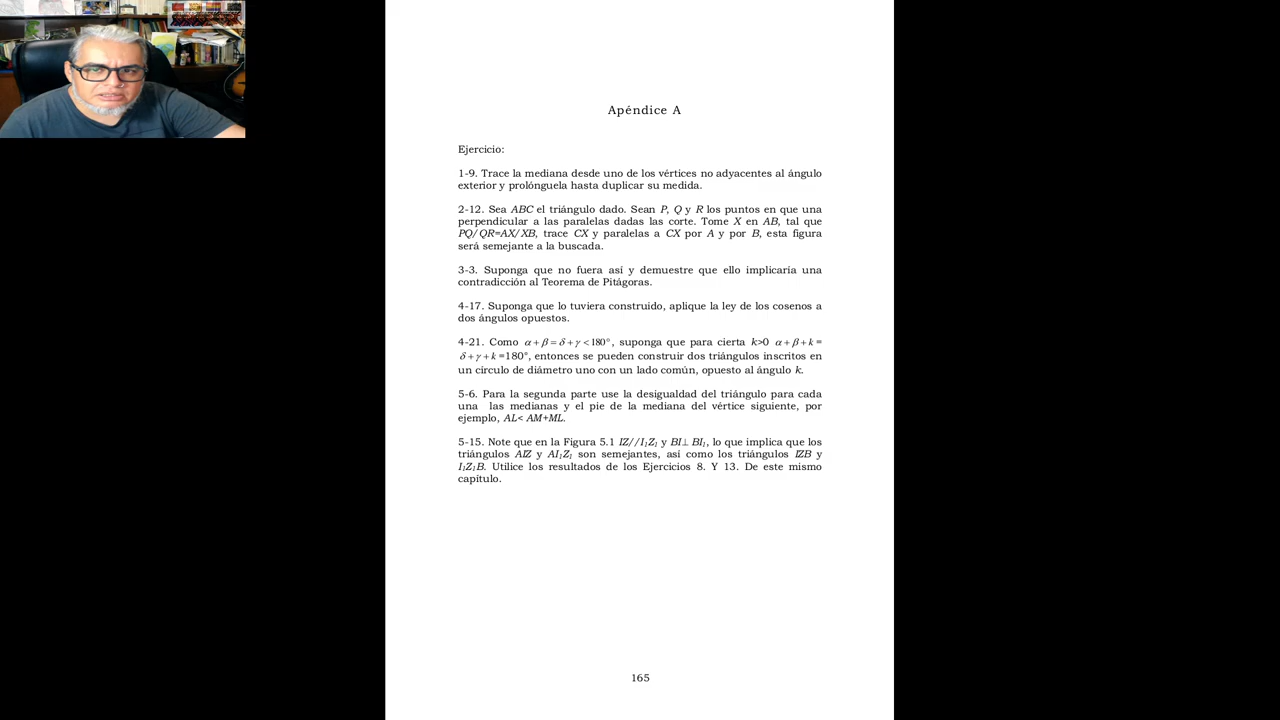 Apéndice A
Ejercicio:
1-9. Trace la mediana desde uno de los vértices no adyacentes al ángulo
exterior y prolónguela hasta duplicar su medida.
2-12. Sea ABC el triángulo dado. Sean P, Q y R los puntos en que una
perpendicular a las paralelas dadas las corte. Tome X en AB, tal que
PQ/QR=AX/XB, trace CX y paralelas a CX por A y por B, esta figura
será semejante a la buscada.
3-3. Suponga que no fuera así y demuestre que ello implicaría una
contradicción al Teorema de Pitágoras.
4-17. Suponga que lo tuviera construido, aplique la ley de los cosenos a
dos ángulos opuestos.
4-21. Como α + β = δ + γ < 180°, suponga que para cierta k>0 α + β + k =
δ + γ + k =180°, entonces se pueden construir dos triángulos inscritos en
un círculo de diámetro uno con un lado común, opuesto al ángulo k.
5-6. Para la segunda parte use la desigualdad del triángulo para cada
una las medianas y el pie de la mediana del vértice siguiente, por
ejemplo, AL< AM+ML.
5-15. Note que en la Figura 5.1 IZ//I₁Z₁ y BI⊥ BI₁, lo que implica que los
triángulos AIZ y AI₁Z₁ son semejantes, así como los triángulos IZB y
I₁Z₁B. Utilice los resultados de los Ejercicios 8. Y 13. De este mismo
capítulo.
165